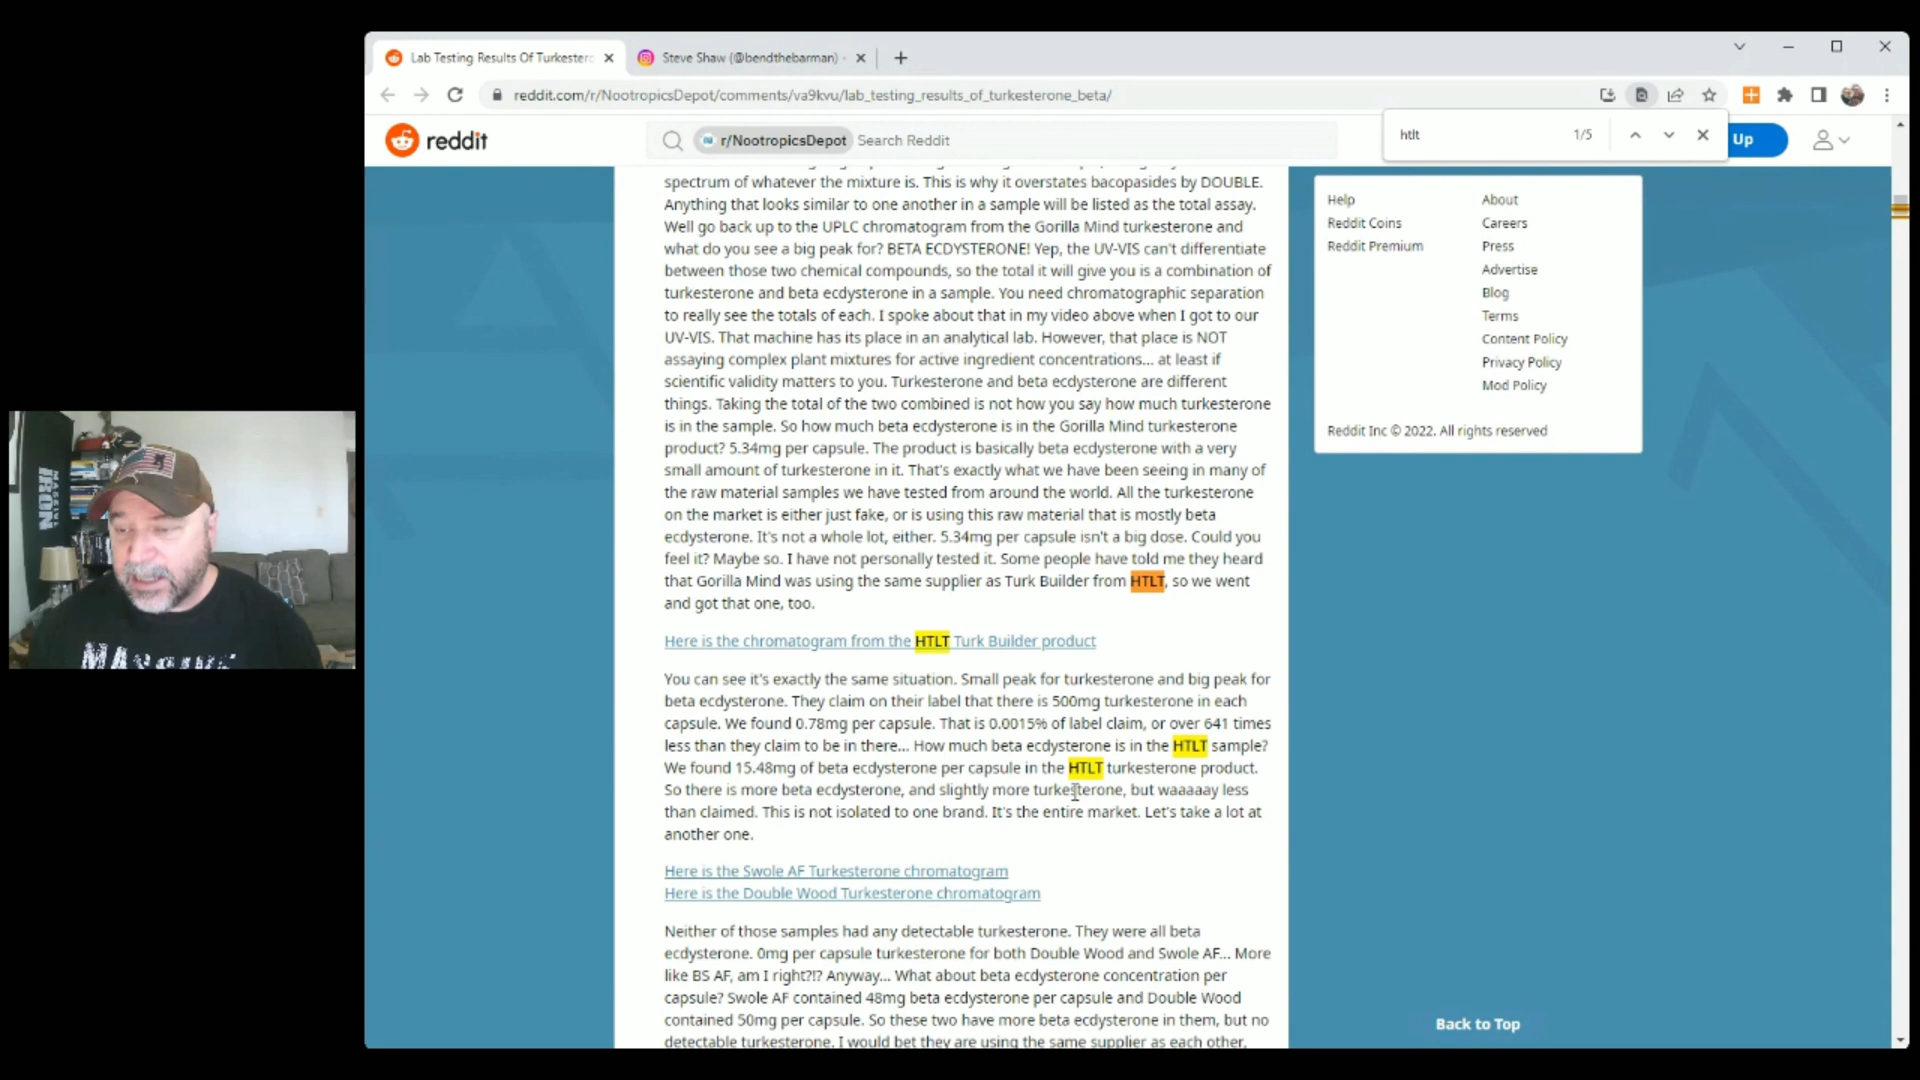 Lab Testing Results Of Turkester
Steve Shaw (@bendthebarman) ·
reddit.com/r/NootropicsDepot/comments/va9kvu/lab_testing_results_of_turkesterone_beta/
reddit
r/NootropicsDepot Search Reddit
htlt 1/5
Up
spectrum of whatever the mixture is. This is why it overstates bacopasides by DOUBLE.
Anything that looks similar to one another in a sample will be listed as the total assay.
Well go back up to the UPLC chromatogram from the Gorilla Mind turkesterone and
what do you see a big peak for? BETA ECDYSTERONE! Yep, the UV-VIS can't differentiate
between those two chemical compounds, so the total it will give you is a combination of
turkesterone and beta ecdysterone in a sample. You need chromatographic separation
to really see the totals of each. I spoke about that in my video above when I got to our
UV-VIS. That machine has its place in an analytical lab. However, that place is NOT
assaying complex plant mixtures for active ingredient concentrations... at least if
scientific validity matters to you. Turkesterone and beta ecdysterone are different
things. Taking the total of the two combined is not how you say how much turkesterone
is in the sample. So how much beta ecdysterone is in the Gorilla Mind turkesterone
product? 5.34mg per capsule. The product is basically beta ecdysterone with a very
small amount of turkesterone in it. That's exactly what we have been seeing in many of
the raw material samples we have tested from around the world. All the turkesterone
on the market is either just fake, or is using this raw material that is mostly beta
ecdysterone. It's not a whole lot, either. 5.34mg per capsule isn't a big dose. Could you
feel it? Maybe so. I have not personally tested it. Some people have told me they heard
that Gorilla Mind was using the same supplier as Turk Builder from HTLT, so we went
and got that one, too.
Here is the chromatogram from the HTLT Turk Builder product
You can see it's exactly the same situation. Small peak for turkesterone and big peak for
beta ecdysterone. They claim on their label that there is 500mg turkesterone in each
capsule. We found 0.78mg per capsule. That is 0.0015% of label claim, or over 641 times
less than they claim to be in there... How much beta ecdysterone is in the HTLT sample?
We found 15.48mg of beta ecdysterone per capsule in the HTLT turkesterone product.
So there is more beta ecdysterone, and slightly more turkesterone, but waaaaay less
than claimed. This is not isolated to one brand. It's the entire market. Let's take a lot at
another one.
Here is the Swole AF Turkesterone chromatogram
Here is the Double Wood Turkesterone chromatogram
Neither of those samples had any detectable turkesterone. They were all beta
ecdysterone. 0mg per capsule turkesterone for both Double Wood and Swole AF... More
like BS AF, am I right?!? Anyway... What about beta ecdysterone concentration per
capsule? Swole AF contained 48mg beta ecdysterone per capsule and Double Wood
contained 50mg per capsule. So these two have more beta ecdysterone in them, but no
detectable turkesterone. I would bet they are using the same supplier as each other,
Help
Reddit Coins
Reddit Premium
About
Careers
Press
Advertise
Blog
Terms
Content Policy
Privacy Policy
Mod Policy
Reddit Inc © 2022. All rights reserved
Back to Top
MASSIVE
IRON